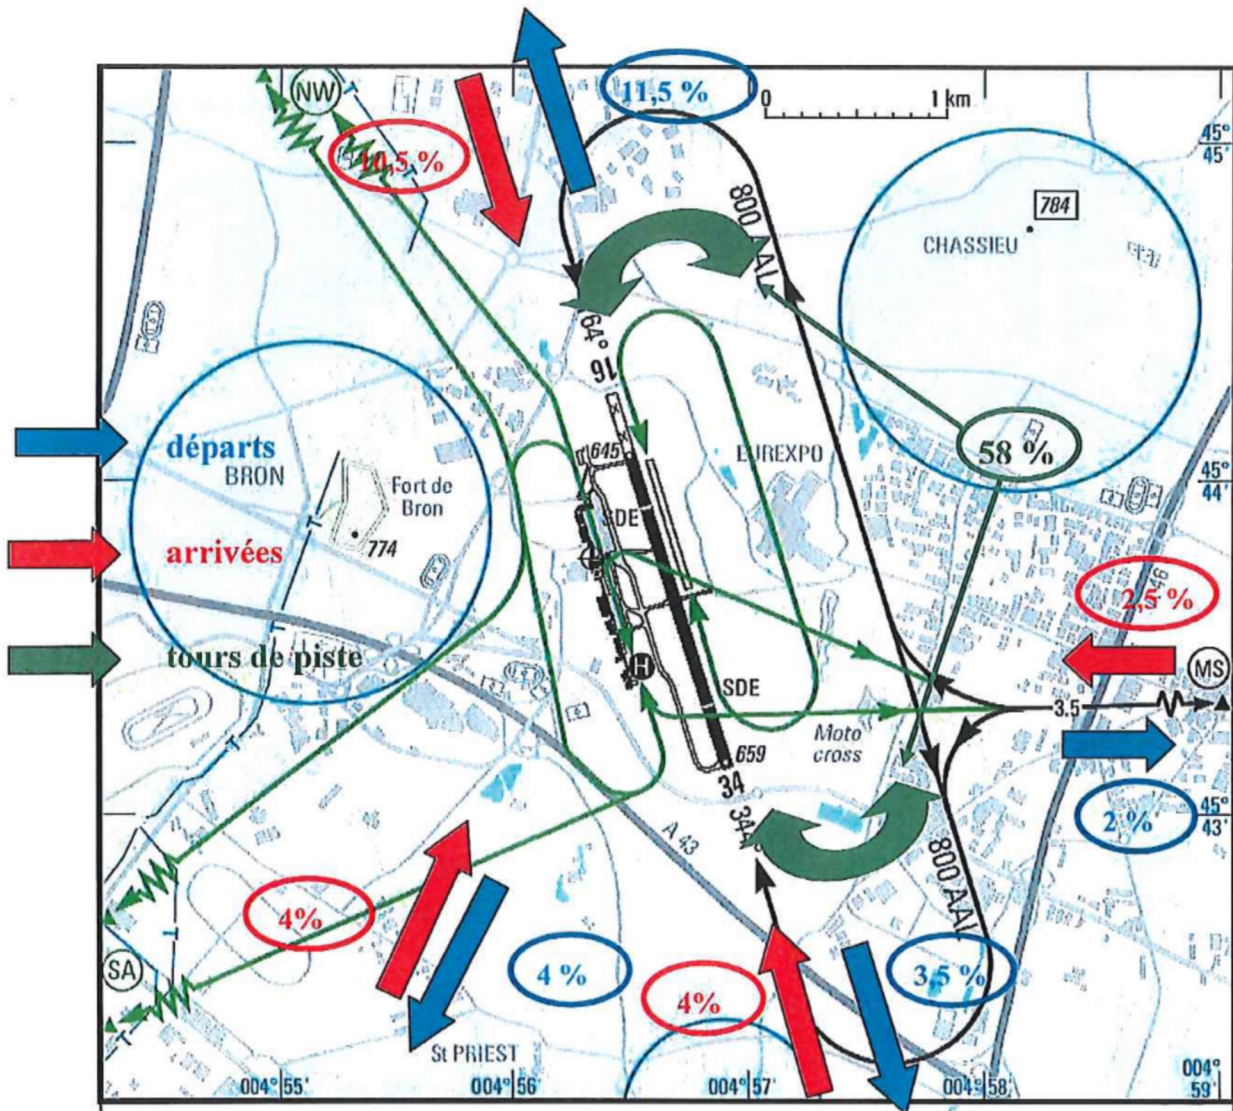 11,5 %
0 1 km
NW
10,5 %
45°
15'
800 AAL
784
CHASSIEU
64°
16
départs
BRON
645
EUREXPO
58 %
45°
44'
Fort de
Bron
SDE
774
arrivées
A46
2,5 %
tours de piste
H
SDE
MS
3.5
Moto
cross
659
34
2 %
45°
43'
344°
A 43
800 AAL
4%
SA
4 %
4%
3,5 %
St PRIEST
004° 55'
004° 56'
004° 57'
004° 58'
004°
59'